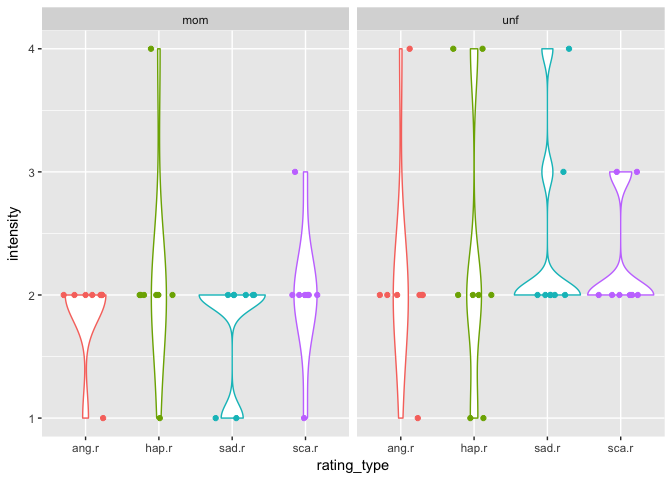 mom unf
4
3
2
1
intensity
ang.r hap.r sad.r sca.r ang.r hap.r sad.r sca.r
rating_type